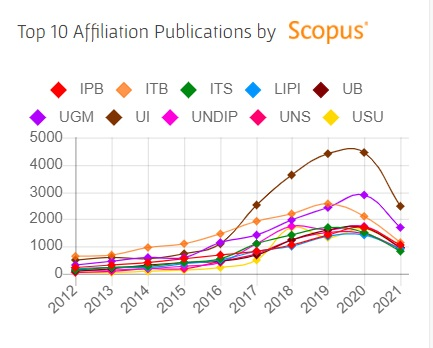 Top 10 Affiliation Publications by Scopus®
IPB ITB ITS LIPI UB
UGM UI UNDIP UNS USU
5000
4000
3000
2000
1000
0
2012 2013 2014 2015 2016 2017 2018 2019 2020 2021